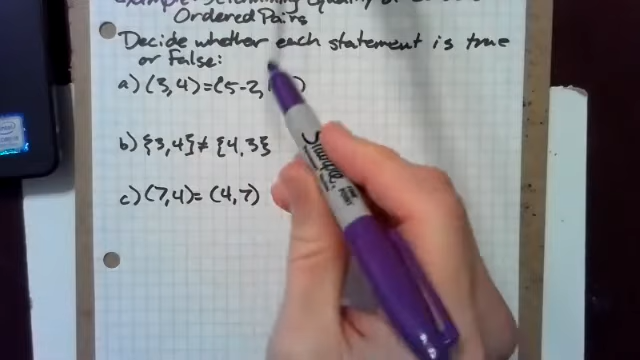 Ordered Pairs
Decide whether each statement is true
or False:
a) (3,4)=(5-2,
b) {3,4} ≠ {4,3}
c) (7,4)= (4,7)
Sharpie